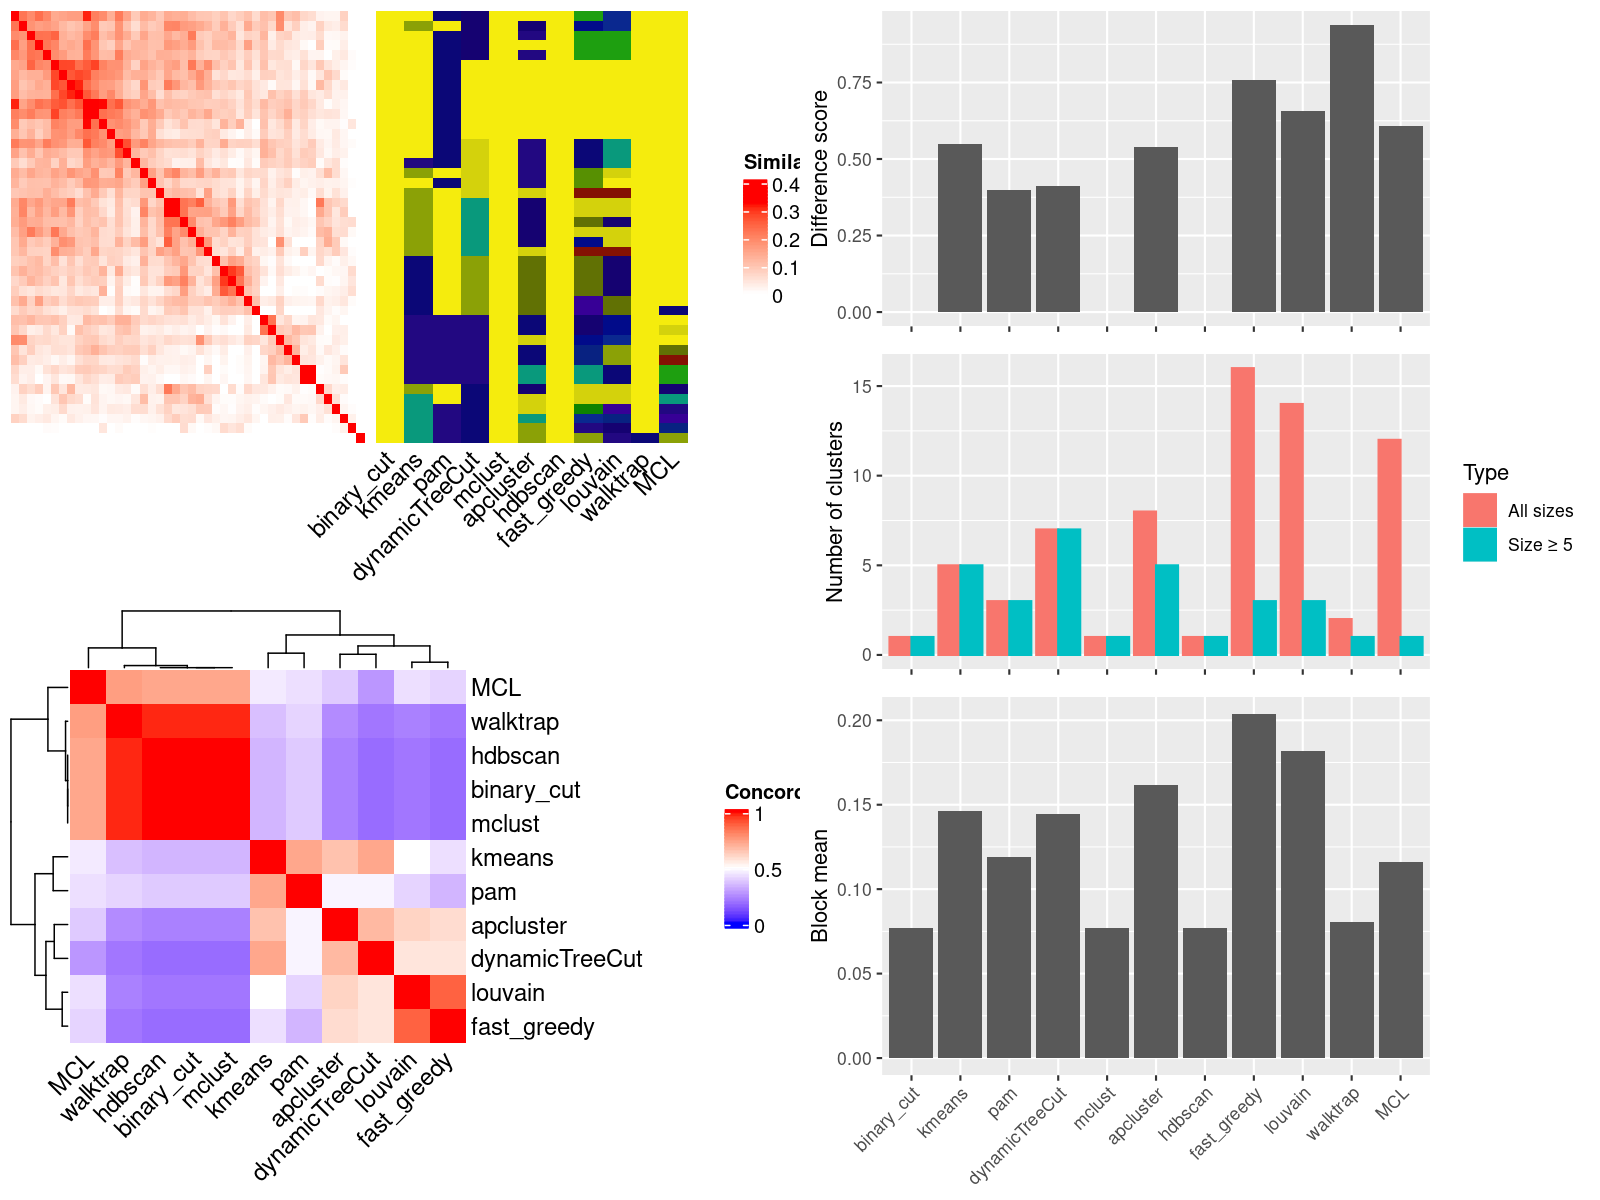 Simila
0.4
0.3
0.2
0.1
0
binary_cut
kmeans
pam
dynamicTreeCut
mclust
apcluster
hdbscan
fast_greedy
louvain
walktrap
MCL
MCL
walktrap
hdbscan
binary_cut
mclust
kmeans
pam
apcluster
dynamicTreeCut
louvain
fast_greedy
MCL
walktrap
hdbscan
binary_cut
mclust
kmeans
pam
apcluster
dynamicTreeCut
louvain
fast_greedy
Concord
1
0.5
0
Difference score
0.75
0.50
0.25
0.00
Number of clusters
15
10
5
0
Type
All sizes
Size ≥ 5
Block mean
0.20
0.15
0.10
0.05
0.00
binary_cut
kmeans
pam
dynamicTreeCut
mclust
apcluster
hdbscan
fast_greedy
louvain
walktrap
MCL